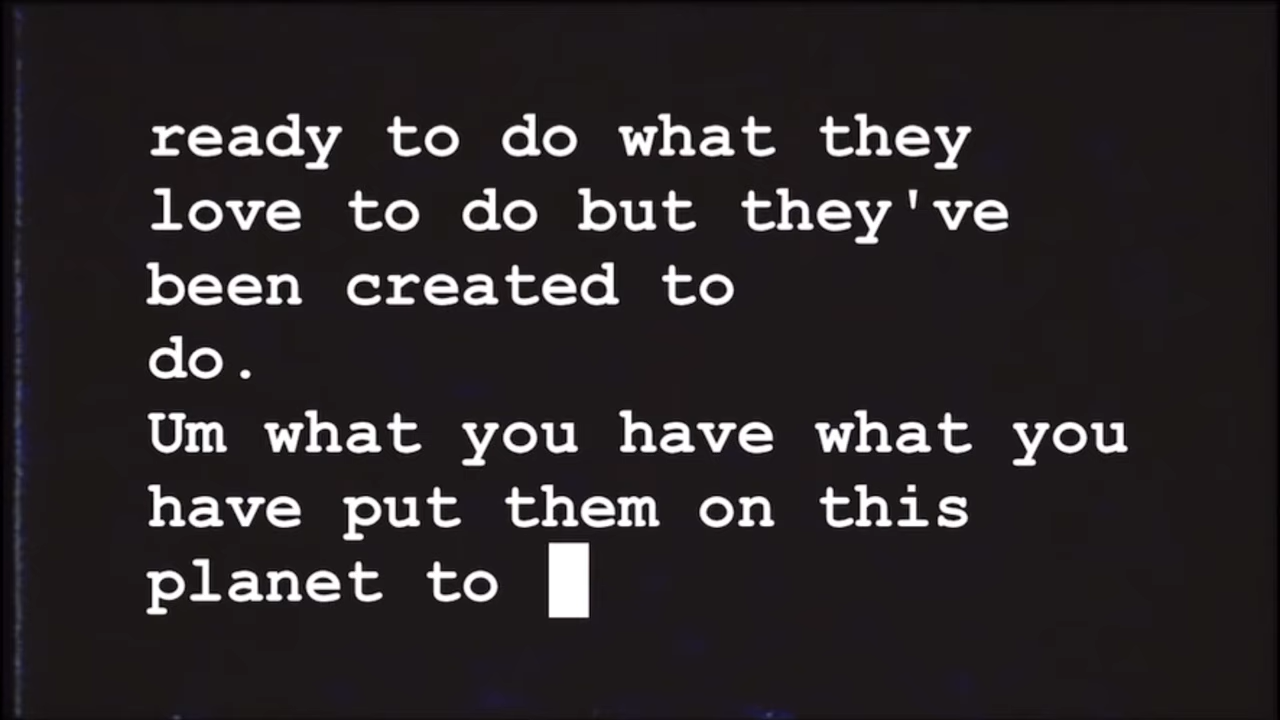 ready to do what they
love to do but they've
been created to
do.
Um what you have what you
have put them on this
planet to